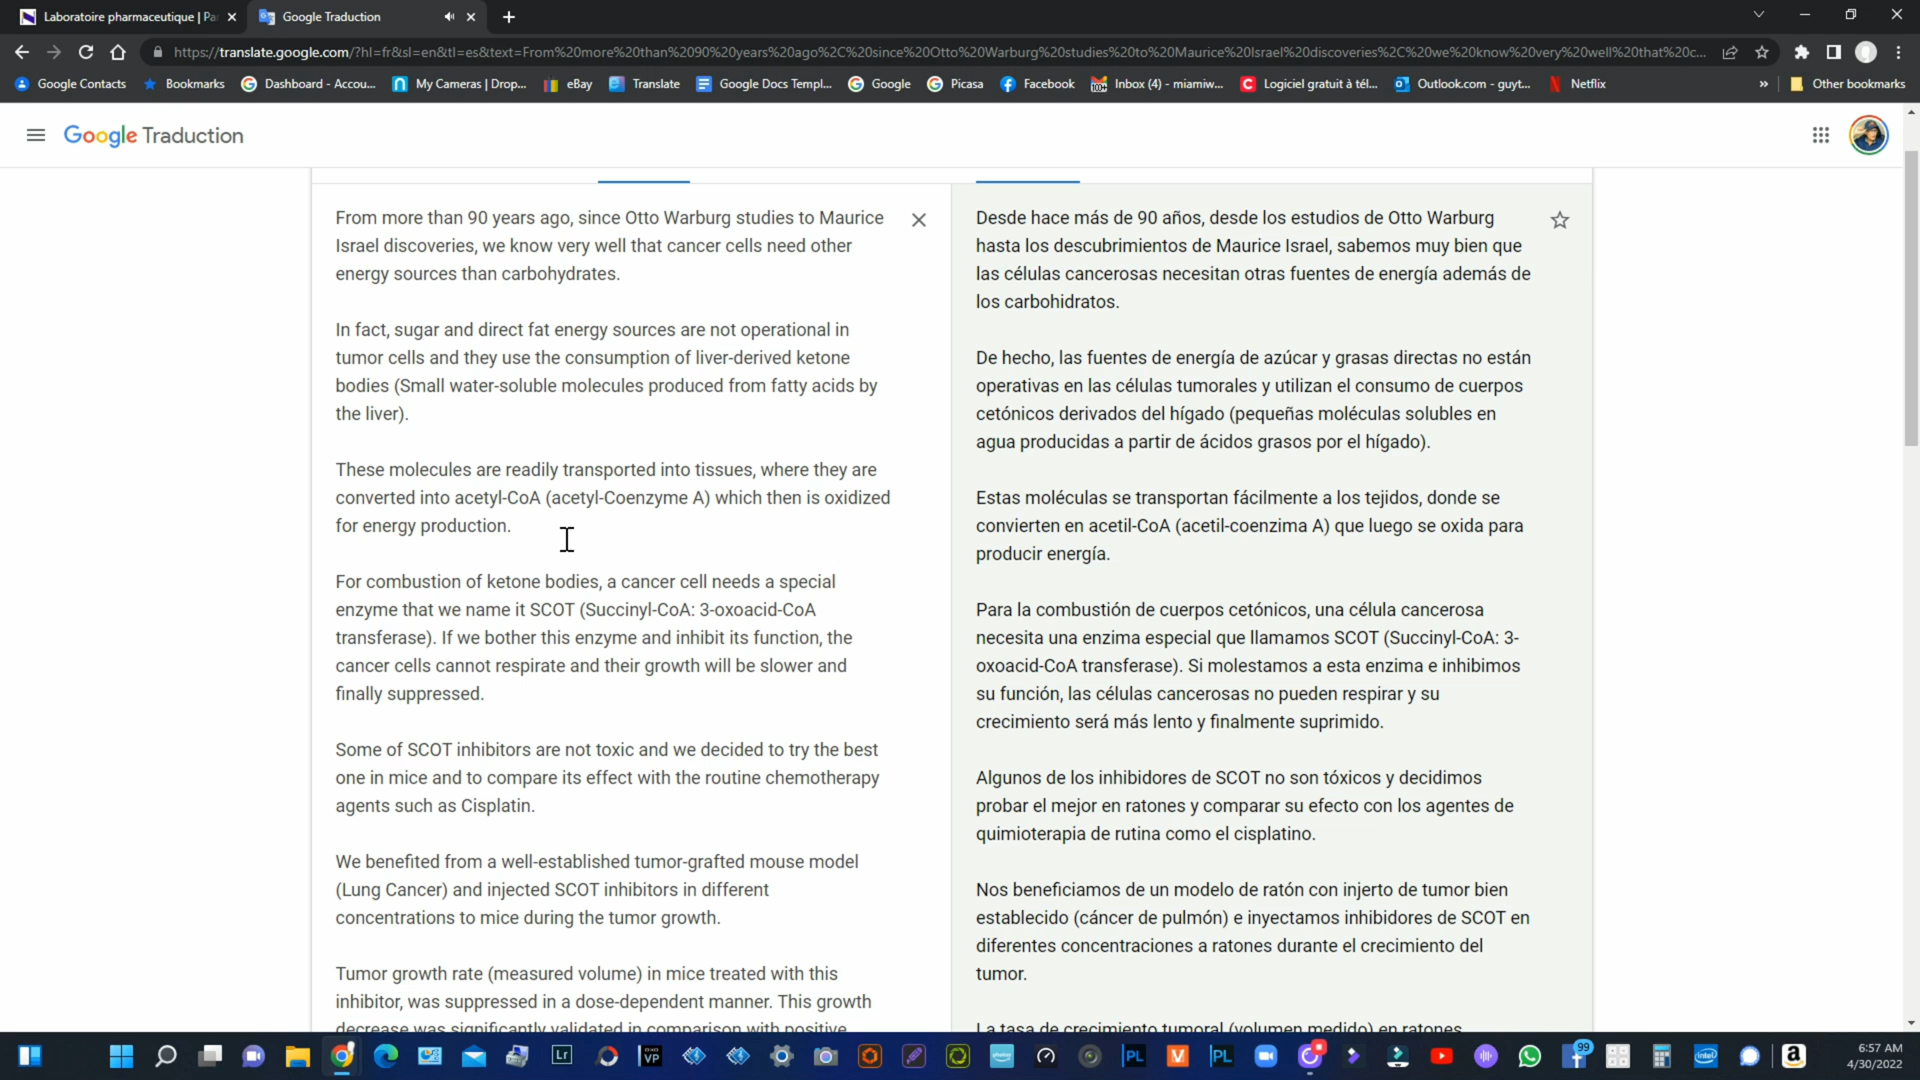 Laboratoire pharmaceutique | Pa
Google Traduction
https://translate.google.com/?hl=fr&sl=en&tl=es&text=From%20more%20than%2090%20years%20ago%2C%20since%20Otto%20Warburg%20studies%20to%20Maurice%20Israel%20discoveries%2C%20we%20know%20very%20well%20that%20c...
Google Contacts
Bookmarks
Dashboard - Accou...
My Cameras | Drop...
eBay
Translate
Google Docs Templ...
Google
Picasa
Facebook
100+
Inbox (4) - miamiw...
Logiciel gratuit à tél...
Outlook.com - guyt...
Netflix
»
Other bookmarks
Google Traduction
From more than 90 years ago, since Otto Warburg studies to Maurice
Israel discoveries, we know very well that cancer cells need other
energy sources than carbohydrates.
In fact, sugar and direct fat energy sources are not operational in
tumor cells and they use the consumption of liver-derived ketone
bodies (Small water-soluble molecules produced from fatty acids by
the liver).
These molecules are readily transported into tissues, where they are
converted into acetyl-CoA (acetyl-Coenzyme A) which then is oxidized
for energy production.
For combustion of ketone bodies, a cancer cell needs a special
enzyme that we name it SCOT (Succinyl-CoA: 3-oxoacid-CoA
transferase). If we bother this enzyme and inhibit its function, the
cancer cells cannot respirate and their growth will be slower and
finally suppressed.
Some of SCOT inhibitors are not toxic and we decided to try the best
one in mice and to compare its effect with the routine chemotherapy
agents such as Cisplatin.
We benefited from a well-established tumor-grafted mouse model
(Lung Cancer) and injected SCOT inhibitors in different
concentrations to mice during the tumor growth.
Tumor growth rate (measured volume) in mice treated with this
inhibitor, was suppressed in a dose-dependent manner. This growth
decrease was significantly validated in comparison with positive
Desde hace más de 90 años, desde los estudios de Otto Warburg
hasta los descubrimientos de Maurice Israel, sabemos muy bien que
las células cancerosas necesitan otras fuentes de energía además de
los carbohidratos.
De hecho, las fuentes de energía de azúcar y grasas directas no están
operativas en las células tumorales y utilizan el consumo de cuerpos
cetónicos derivados del hígado (pequeñas moléculas solubles en
agua producidas a partir de ácidos grasos por el hígado).
Estas moléculas se transportan fácilmente a los tejidos, donde se
convierten en acetil-CoA (acetil-coenzima A) que luego se oxida para
producir energía.
Para la combustión de cuerpos cetónicos, una célula cancerosa
necesita una enzima especial que llamamos SCOT (Succinyl-CoA: 3-
oxoacid-CoA transferase). Si molestamos a esta enzima e inhibimos
su función, las células cancerosas no pueden respirar y su
crecimiento será más lento y finalmente suprimido.
Algunos de los inhibidores de SCOT no son tóxicos y decidimos
probar el mejor en ratones y comparar su efecto con los agentes de
quimioterapia de rutina como el cisplatino.
Nos beneficiamos de un modelo de ratón con injerto de tumor bien
establecido (cáncer de pulmón) e inyectamos inhibidores de SCOT en
diferentes concentraciones a ratones durante el crecimiento del
tumor.
La tasa de crecimiento tumoral (volumen medido) en ratones
Lr
VP
PL
V
PL
99
intel
a
6:57 AM
4/30/2022